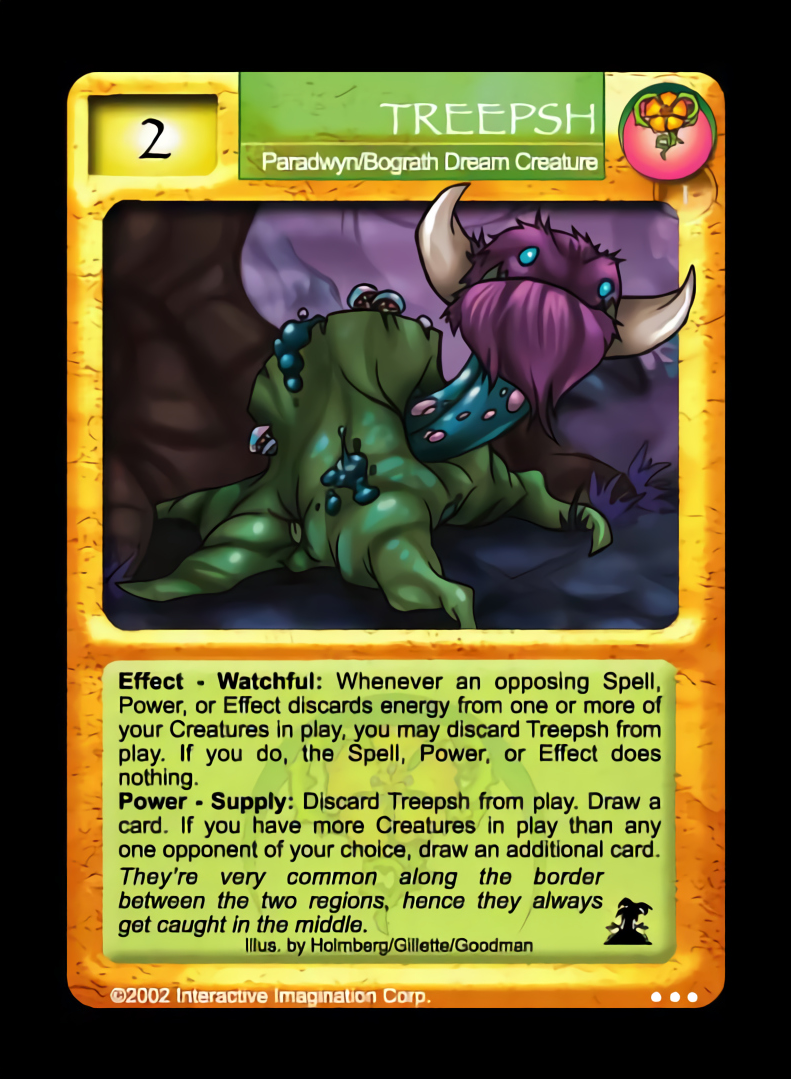 2
TREEPSH
Paradwyn/Bograth Dream Creature
1
Effect - Watchful: Whenever an opposing Spell,
Power, or Effect discards energy from one or more of
your Creatures in play, you may discard Treepsh from
play. If you do, the Spell, Power, or Effect does
nothing.
Power - Supply: Discard Treepsh from play. Draw a
card. If you have more Creatures in play than any
one opponent of your choice, draw an additional card.
They're very common along the border
between the two regions, hence they always
get caught in the middle.
Illus. by Holmberg/Gillette/Goodman
©2002 Interactive Imagination Corp.